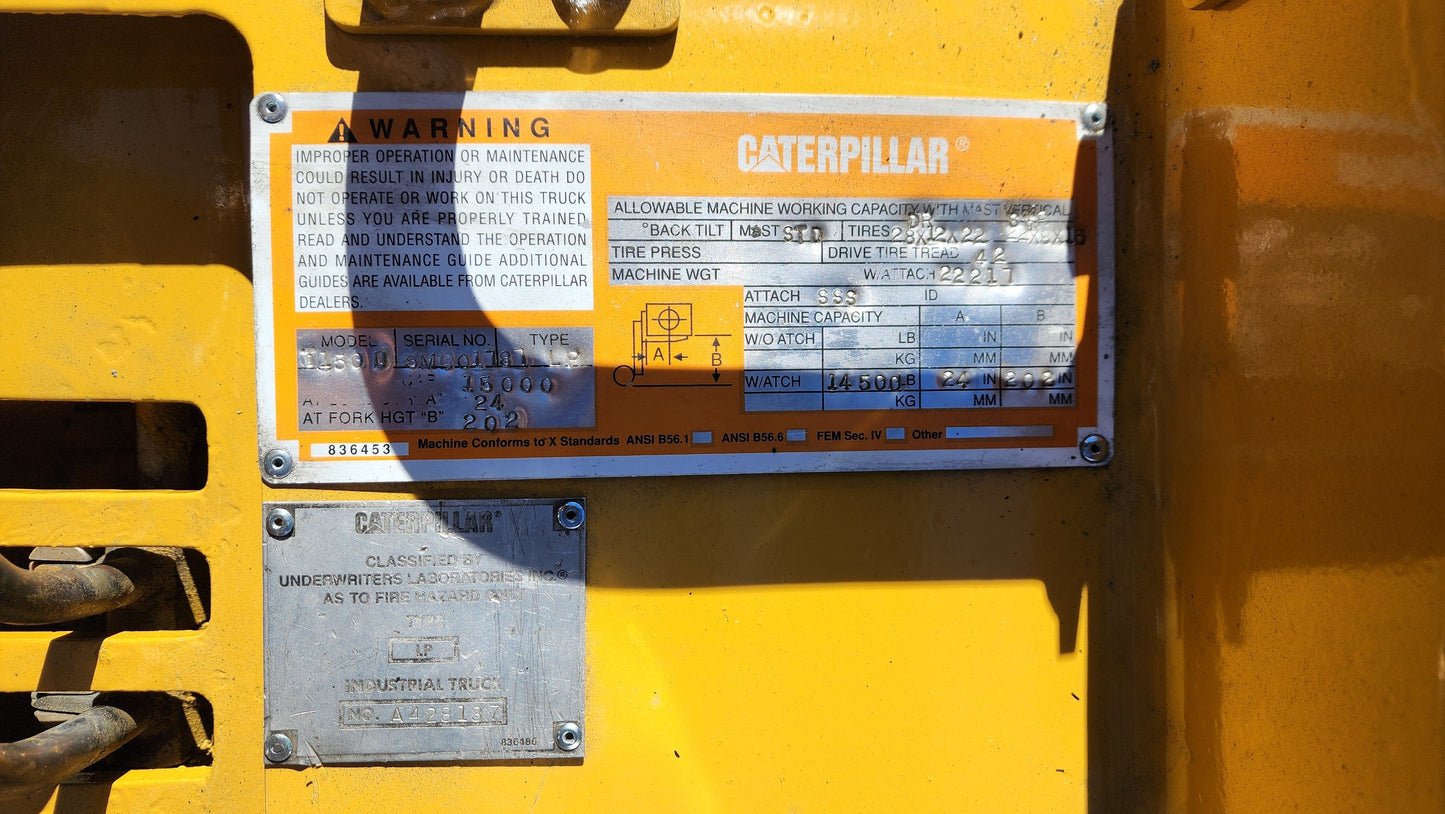 WARNING
IMPROPER OPERATION OR MAINTENANCE
COULD RESULT IN INJURY OR DEATH DO
NOT OPERATE OR WORK ON THIS TRUCK
UNLESS YOU ARE PROPERLY TRAINED
READ AND UNDERSTAND THE OPERATION
AND MAINTENANCE GUIDE ADDITIONAL
GUIDES ARE AVAILABLE FROM CATERPILLAR
DEALERS.
MODEL SERIAL NO. TYPE
LP
15000
"A" 24
AT FORK HGT "B" 202
836453
CATERPILLAR®
ALLOWABLE MACHINE WORKING CAPACITY WITH MAST VERTICAL
°BACK TILT MAST STD TIRES DR 28X12X22
TIRE PRESS DRIVE TIRE TREAD 42
MACHINE WGT W/ATTACH 22217
ATTACH SSS ID
MACHINE CAPACITY A B
W/O ATCH LB IN IN
KG MM MM
W/ATCH 14500 LB 24 IN 202 IN
KG MM MM
A B
Machine Conforms to X Standards ANSI B56.1 ANSI B56.6 FEM Sec. IV Other
CATERPILLAR®
CLASSIFIED BY
UNDERWRITERS LABORATORIES INC.®
AS TO FIRE HAZARD ONLY
TYPE
LP
INDUSTRIAL TRUCK
NO. A428137
836486